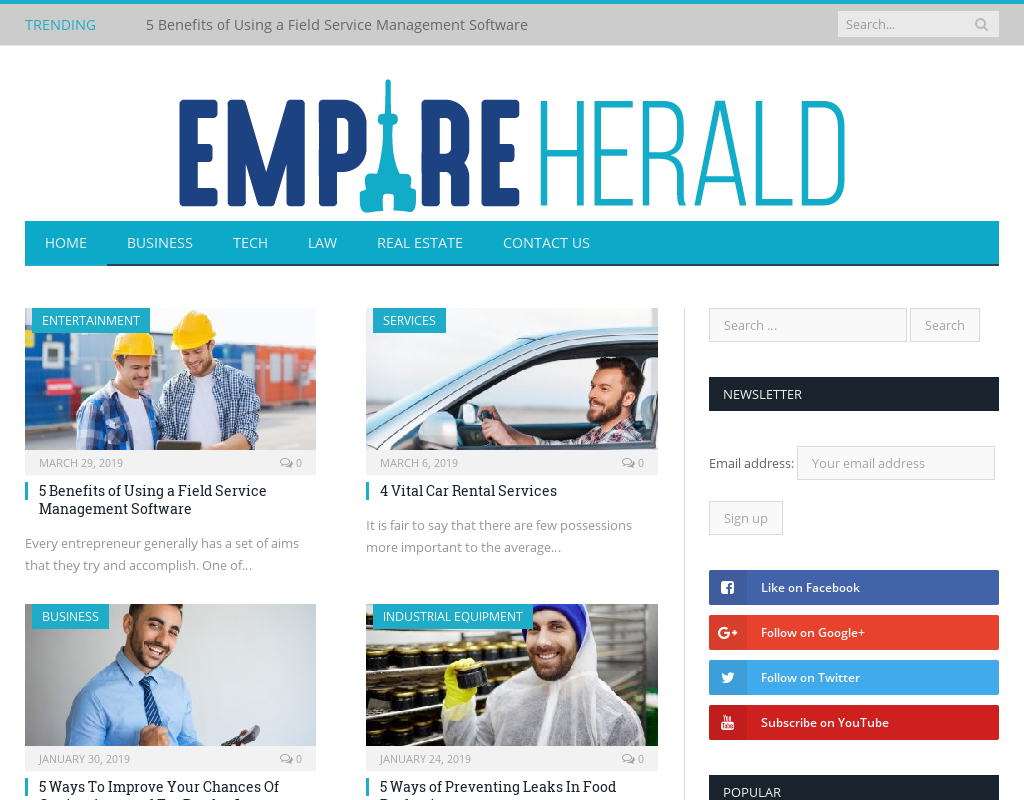 TRENDING
5 Benefits of Using a Field Service Management Software
Search...
EMPIRE HERALD
HOME
BUSINESS
TECH
LAW
REAL ESTATE
CONTACT US
ENTERTAINMENT
MARCH 29, 2019
0
5 Benefits of Using a Field Service
Management Software
Every entrepreneur generally has a set of aims
that they try and accomplish. One of...
SERVICES
MARCH 6, 2019
0
4 Vital Car Rental Services
It is fair to say that there are few possessions
more important to the average...
BUSINESS
JANUARY 30, 2019
0
5 Ways To Improve Your Chances Of
INDUSTRIAL EQUIPMENT
JANUARY 24, 2019
0
5 Ways of Preventing Leaks In Food
Search ...
Search
NEWSLETTER
Email address:
Your email address
Sign up
Like on Facebook
Follow on Google+
Follow on Twitter
Subscribe on YouTube
POPULAR